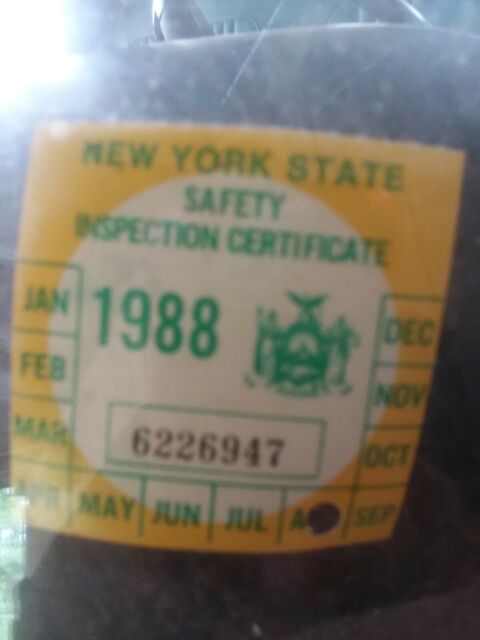 NEW YORK STATE
SAFETY
INSPECTION CERTIFICATE
JAN 1988 DEC
FEB NOV
MAR 6226947 OCT
APR MAY JUN JUL SEP